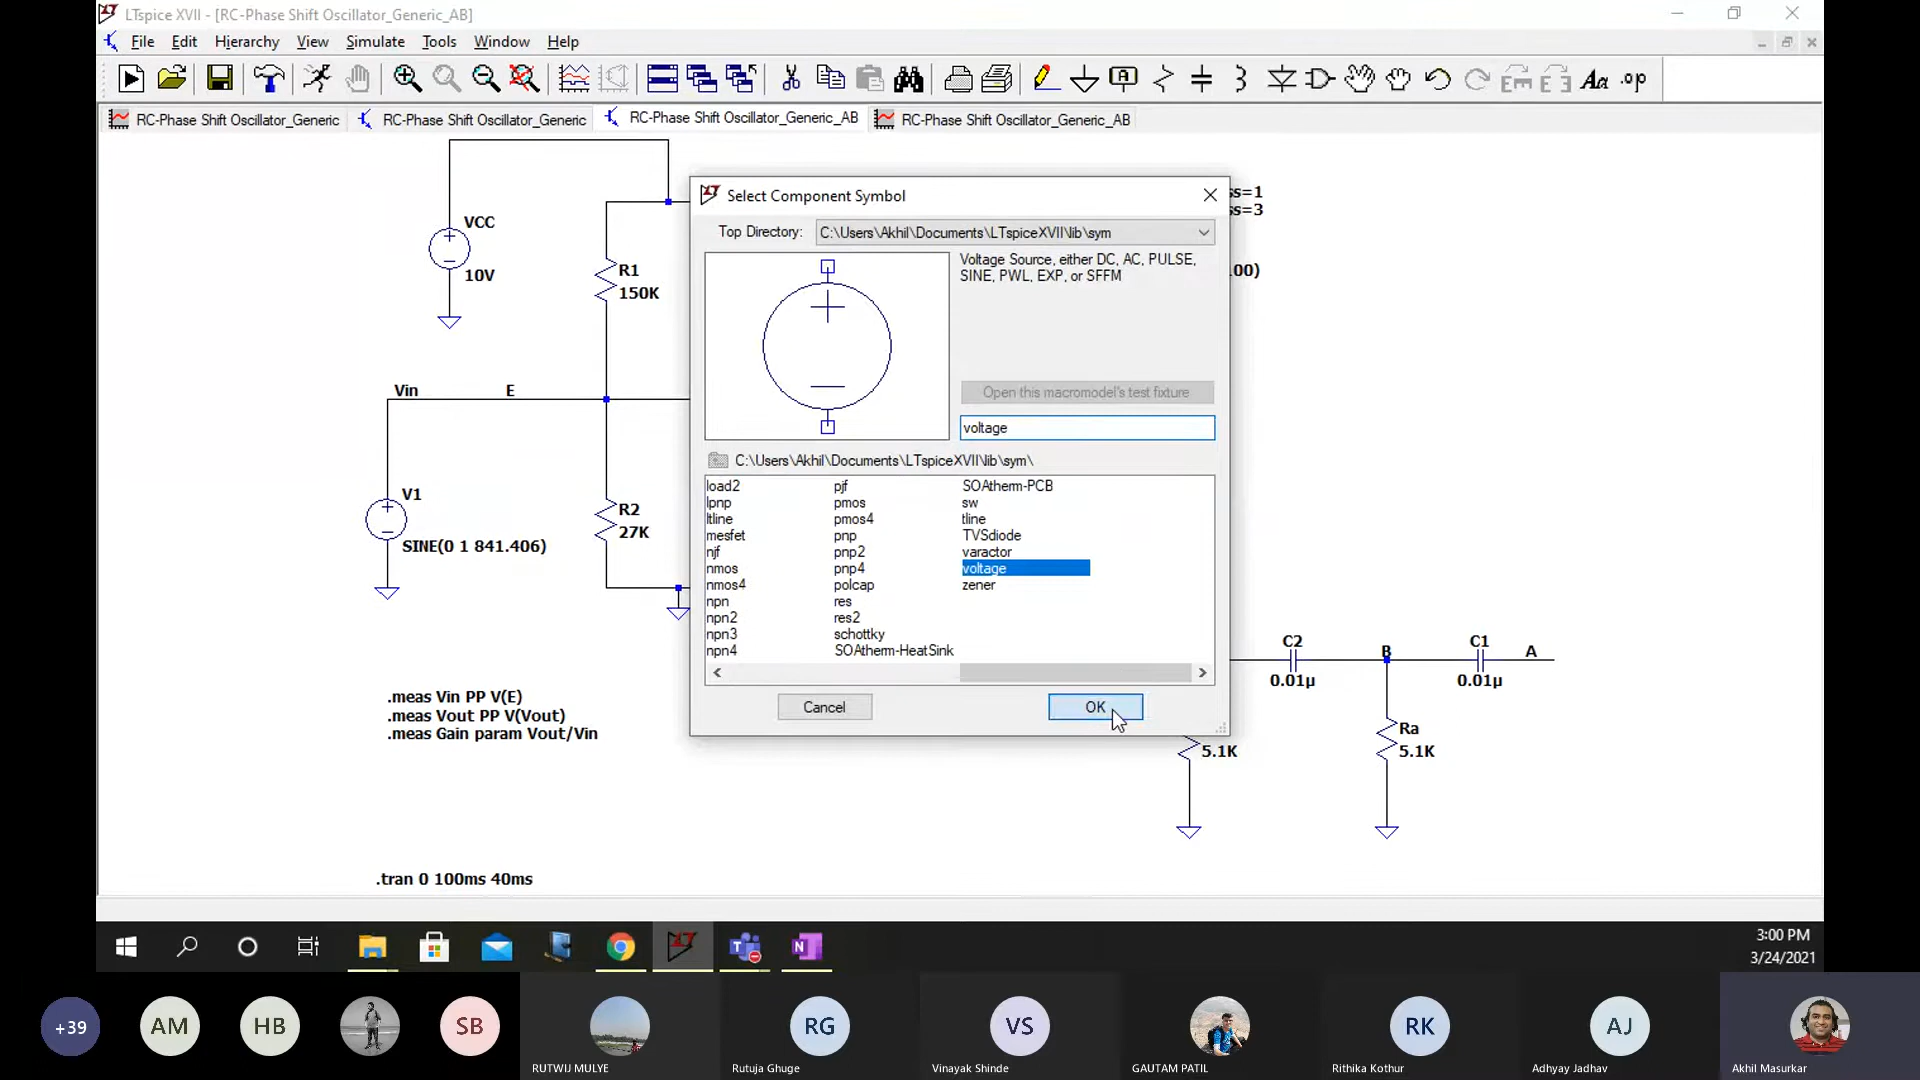 LTspice XVII - [RC-Phase Shift Oscillator_Generic_AB]
File Edit Hierarchy View Simulate Tools Window Help
A Aa .op
RC-Phase Shift Oscillator_Generic RC-Phase Shift Oscillator_Generic RC-Phase Shift Oscillator_Generic_AB RC-Phase Shift Oscillator_Generic_AB
VCC
10V
R1
150K
Vin E
V1
SINE(0 1 841.406)
R2
27K
.meas Vin PP V(E)
.meas Vout PP V(Vout)
.meas Gain param Vout/Vin
.tran 0 100ms 40ms
Select Component Symbol
Top Directory: C:\Users\Akhil\Documents\LTspiceXVII\lib\sym
Voltage Source, either DC, AC, PULSE,
SINE, PWL, EXP, or SFFM
Open this macromodel's test fixture
voltage
C:\Users\Akhil\Documents\LTspiceXVII\lib\sym\
load2 pjf SOAtherm-PCB
lpnp pmos sw
ltline pmos4 tline
mesfet pnp TVSdiode
njf pnp2 varactor
nmos pnp4 voltage
nmos4 polcap zener
npn res
npn2 res2
npn3 schottky
npn4 SOAtherm-HeatSink
Cancel OK
ss=1
ss=3
00)
C2
0.01µ
B
C1
0.01µ
A
5.1K
Ra
5.1K
3:00 PM
3/24/2021
+39 AM HB SB RG VS RK AJ
RUTWIJ MULYE Rutuja Ghuge Vinayak Shinde GAUTAM PATIL Rithika Kothur Adhyay Jadhav Akhil Masurkar